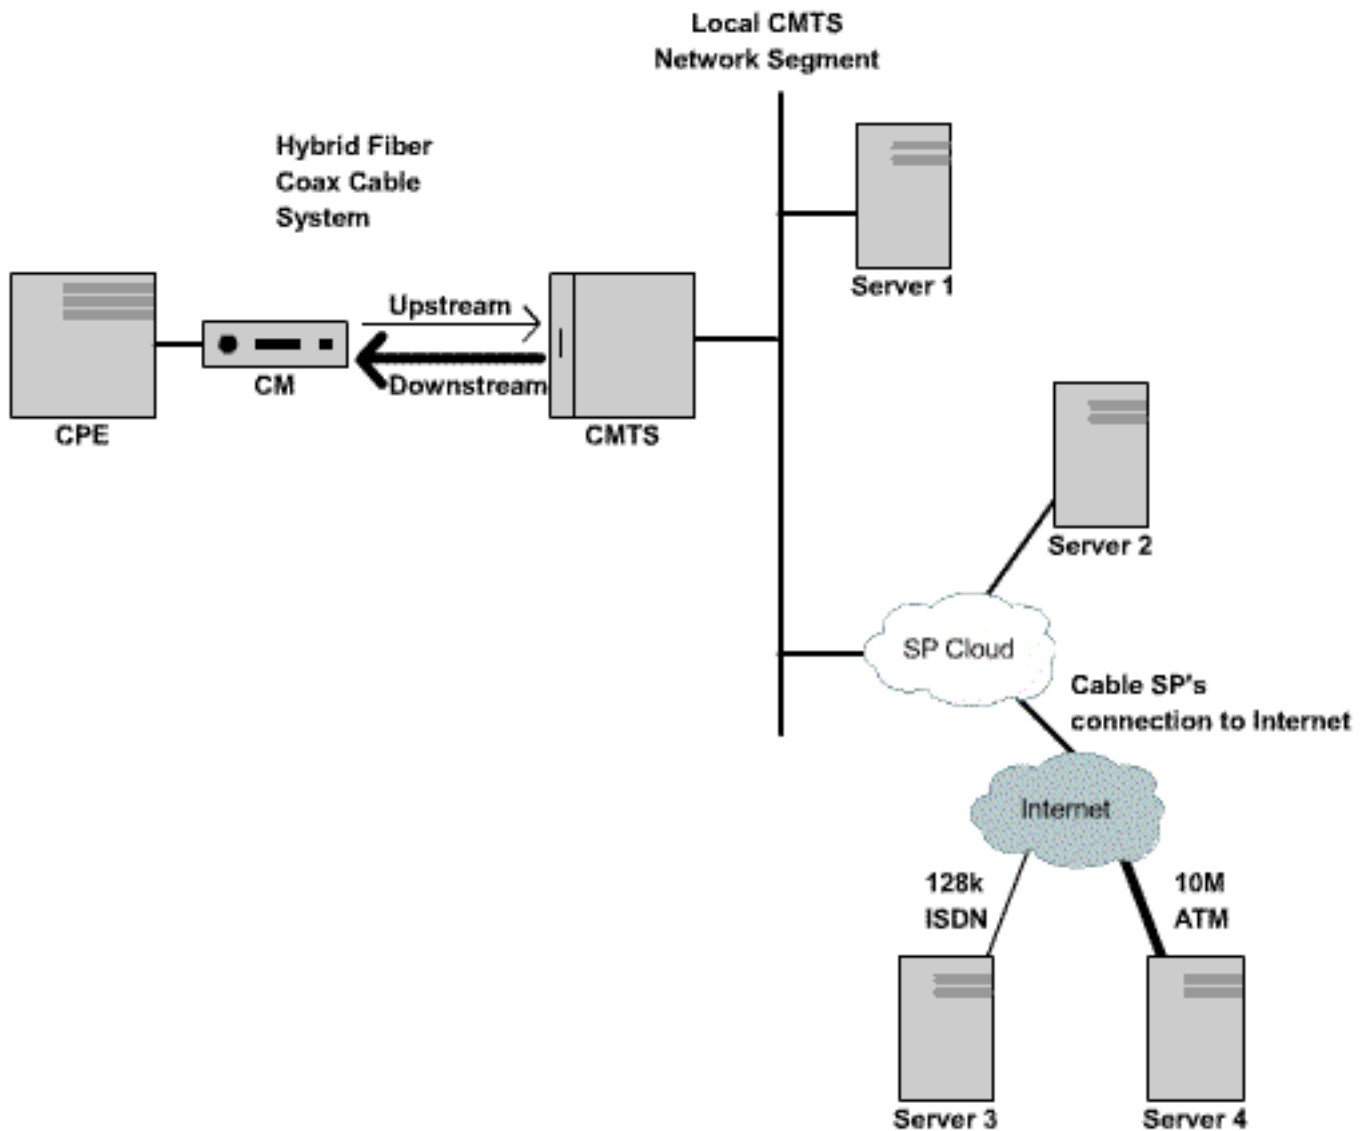 Local CMTS
Network Segment
Hybrid Fiber
Coax Cable
System
Server 1
Upstream
Downstream
CM
CPE
CMTS
Server 2
SP Cloud
Cable SP's
connection to Internet
Internet
128k
ISDN
10M
ATM
Server 3
Server 4